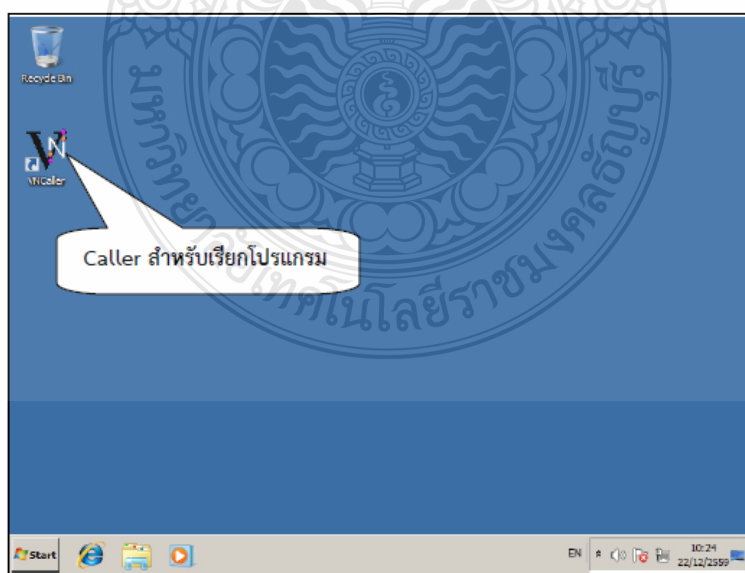 Recycle Bin
VNCaller
Caller สำหรับเรียกโปรแกรม
มหาวิทยาลัยเทคโนโลยีราชมงคลธัญบุรี
Start
EN
10:24
22/12/2559